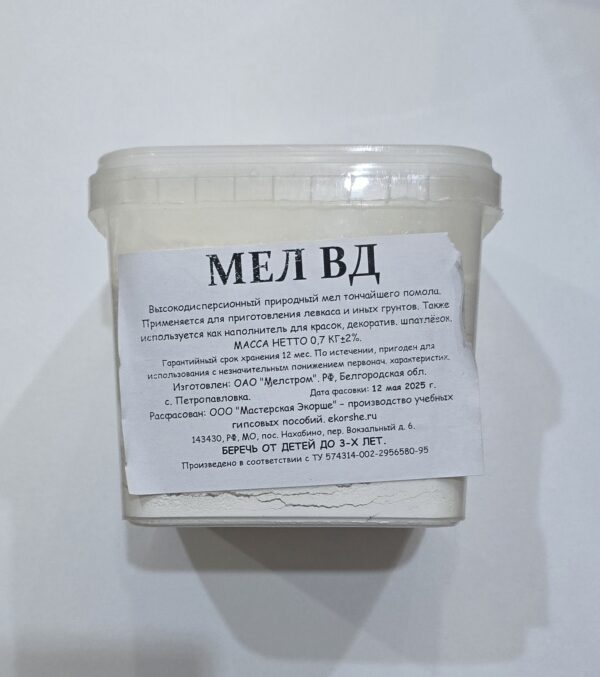 МЕЛ ВД
Высокодисперсионный природный мел тончайшего помола.
Применяется для приготовления левкаса и иных грунтов. Также
используется как наполнитель для красок, декоратив. шпатлёвок.
МАССА НЕТТО 0,7 КГ±2%.
Гарантийный срок хранения 12 мес. По истечении, пригоден для
использования с незначительным понижением первонач. характеристик.
Изготовлен: ОАО "Мелстром". РФ, Белгородская обл.
с. Петропавловка. Дата фасовки: 12 мая 2025 г.
Расфасован: ООО "Мастерская Экорше" – производство учебных
гипсовых пособий. ekorshe.ru
143430, РФ, МО, пос. Нахабино, пер. Вокзальный д. 6.
БЕРЕЧЬ ОТ ДЕТЕЙ ДО 3-Х ЛЕТ.
Произведено в соответствии с ТУ 574314-002-2956580-95